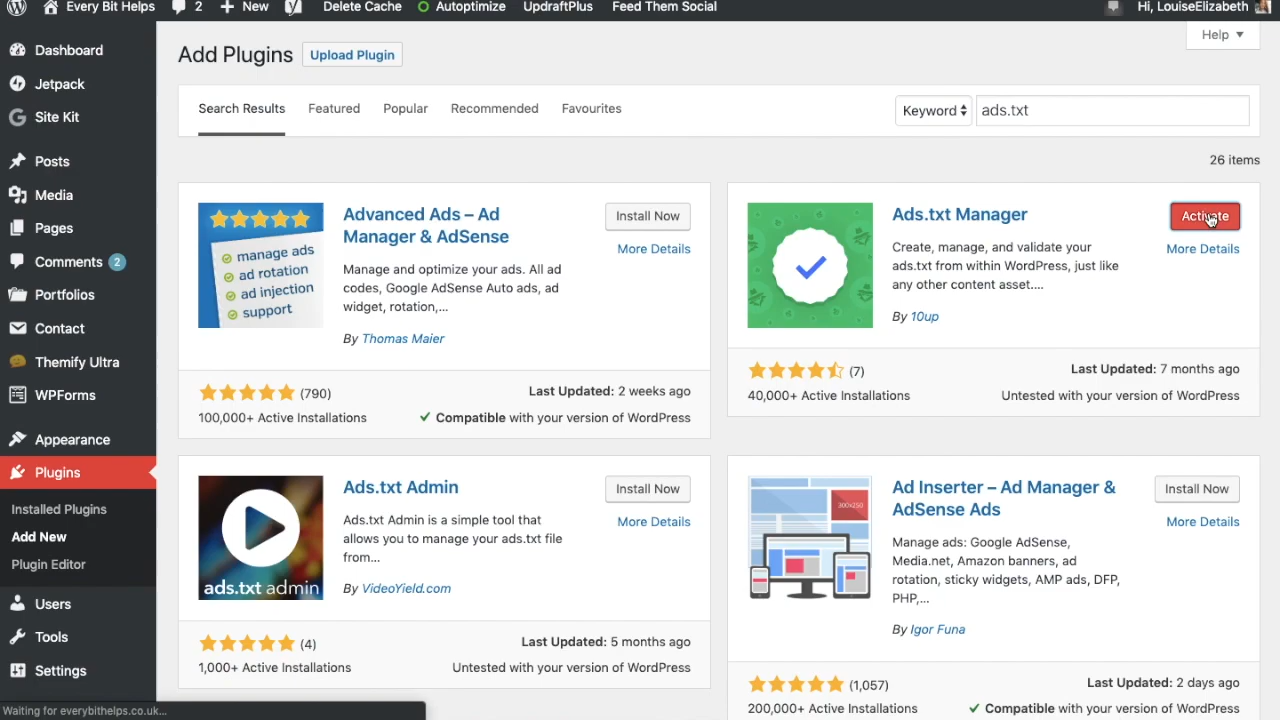 Every Bit Helps
2
New
Delete Cache
Autoptimize
UpdraftPlus
Feed Them Social
Hi, LouiseElizabeth
Dashboard
Jetpack
Site Kit
Posts
Media
Pages
Comments 2
Portfolios
Contact
Themify Ultra
WPForms
Appearance
Plugins
Installed Plugins
Add New
Plugin Editor
Users
Tools
Settings
Waiting for everybithelps.co.uk...
Help
Add Plugins
Upload Plugin
Search Results
Featured
Popular
Recommended
Favourites
Keyword
ads.txt
26 items
manage ads
ad rotation
ad injection
support
Advanced Ads – Ad
Manager & AdSense
Install Now
More Details
Manage and optimize your ads. All ad
codes, Google AdSense Auto ads, ad
widget, rotation,...
By Thomas Maier
(790)
Last Updated: 2 weeks ago
100,000+ Active Installations
Compatible with your version of WordPress
Ads.txt Manager
Activate
More Details
Create, manage, and validate your
ads.txt from within WordPress, just like
any other content asset....
By 10up
(7)
Last Updated: 7 months ago
40,000+ Active Installations
Untested with your version of WordPress
ads.txt admin
Ads.txt Admin
Install Now
More Details
Ads.txt Admin is a simple tool that
allows you to manage your ads.txt file
from...
By VideoYield.com
(4)
Last Updated: 5 months ago
1,000+ Active Installations
Untested with your version of WordPress
300x250
Ad Inserter – Ad Manager &
AdSense Ads
Install Now
More Details
Manage ads: Google AdSense,
Media.net, Amazon banners, ad
rotation, sticky widgets, AMP ads, DFP,
PHP,...
By Igor Funa
(1,057)
Last Updated: 2 days ago
200,000+ Active Installations
Compatible with your version of WordPress